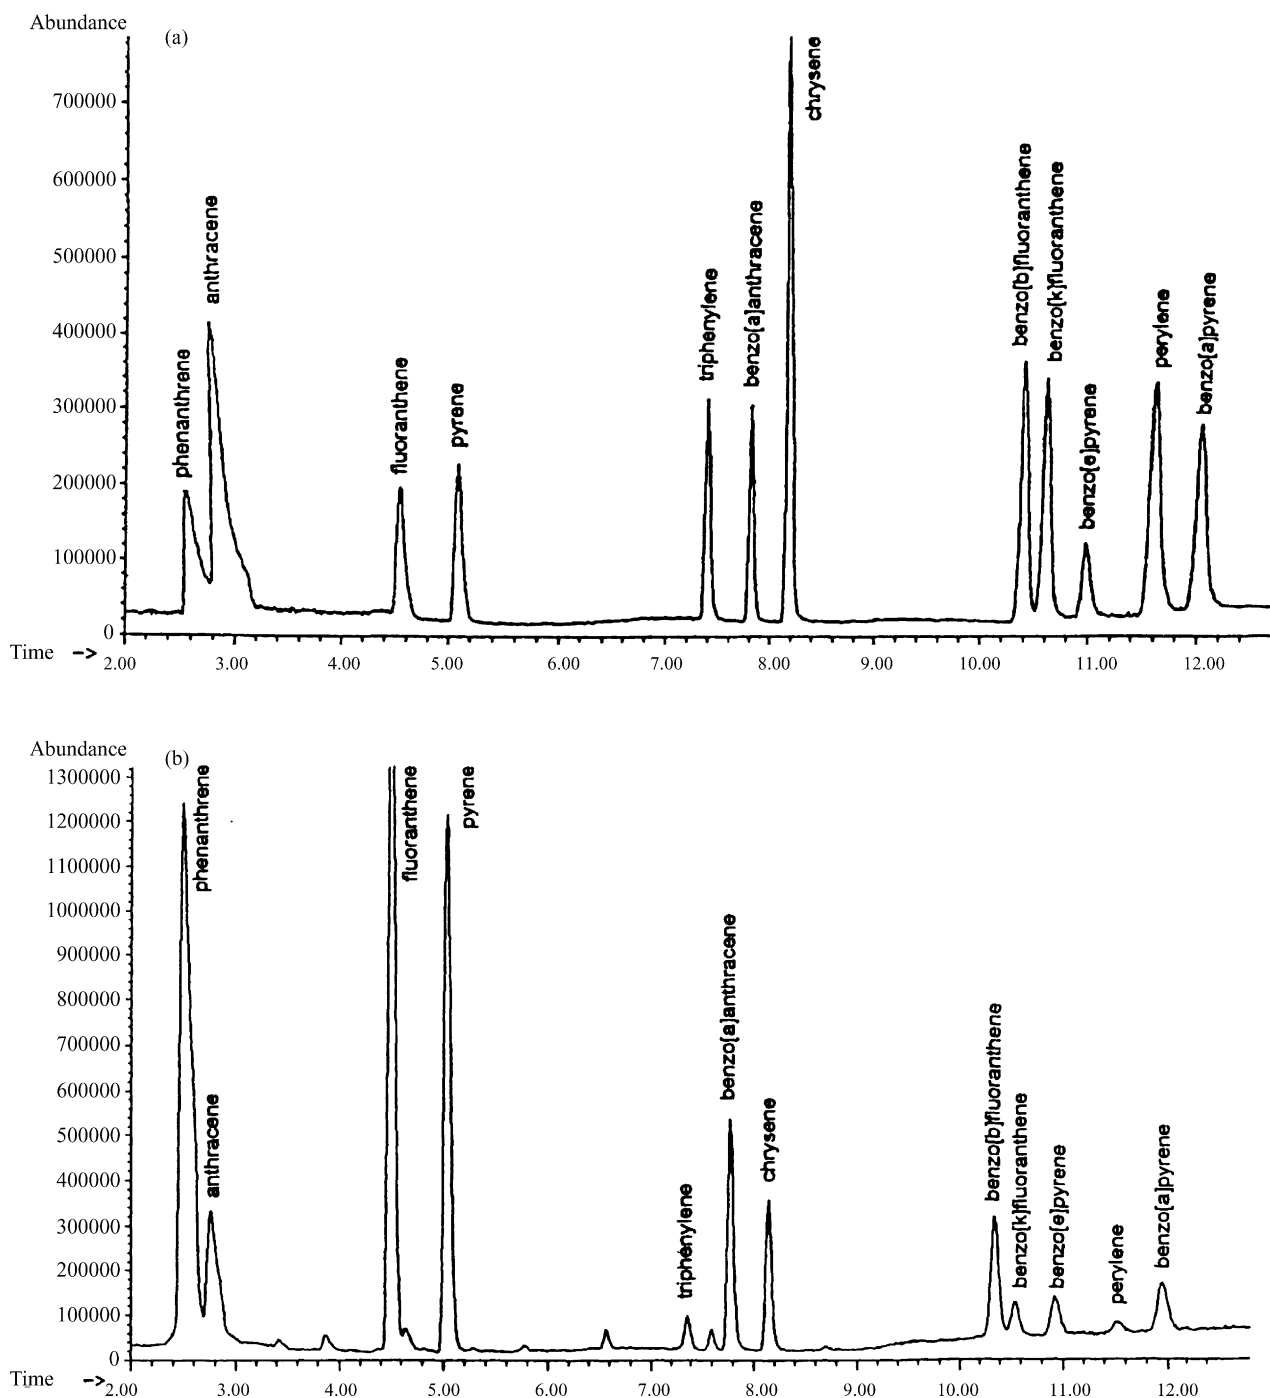 Abundance
(a)
700000
600000
500000
400000
300000
200000
100000
0
phenanthrene
anthracene
fluoranthene
pyrene
triphenylene
benzo[a]anthracene
chrysene
benzo[b]fluoranthene
benzo[k]fluoranthene
benzo[e]pyrene
perylene
benzo[a]pyrene
Time -> 2.00 3.00 4.00 5.00 6.00 7.00 8.00 9.00 10.00 11.00 12.00
Abundance
(b)
1300000
1200000
1100000
1000000
900000
800000
700000
600000
500000
400000
300000
200000
100000
0
phenanthrene
anthracene
fluoranthene
pyrene
triphenylene
benzo[a]anthracene
chrysene
benzo[b]fluoranthene
benzo[k]fluoranthene
benzo[e]pyrene
perylene
benzo[a]pyrene
Time -> 2.00 3.00 4.00 5.00 6.00 7.00 8.00 9.00 10.00 11.00 12.00